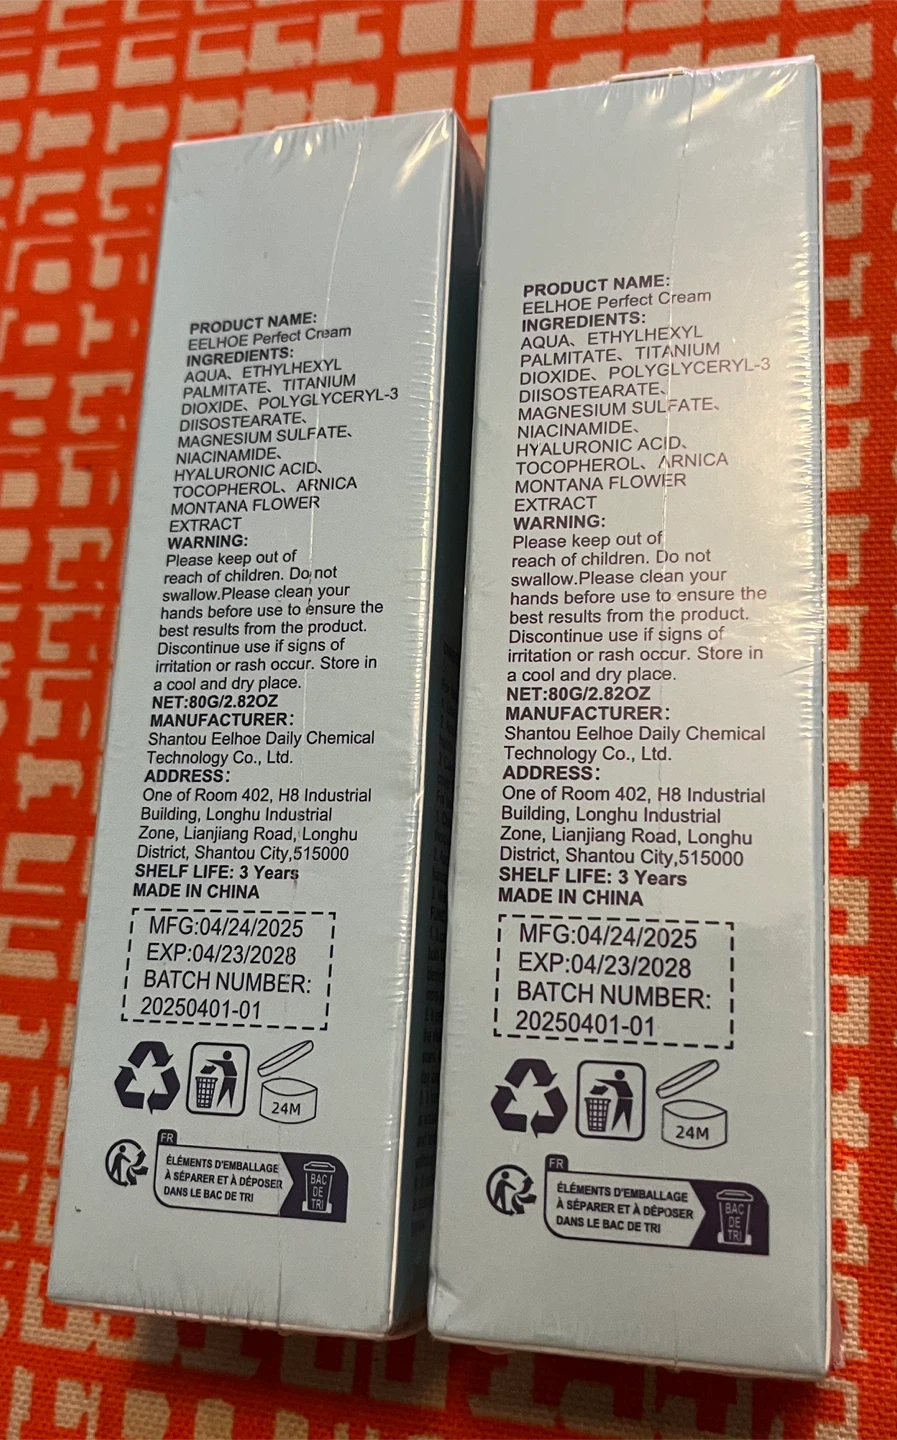 PRODUCT NAME:
EELHOE Perfect Cream
INGREDIENTS:
AQUA、ETHYLHEXYL
PALMITATE、TITANIUM
DIOXIDE、POLYGLYCERYL-3
DIISOSTEARATE、
MAGNESIUM SULFATE、
NIACINAMIDE、
HYALURONIC ACID、
TOCOPHEROL、ARNICA
MONTANA FLOWER
EXTRACT
WARNING:
Please keep out of
reach of children. Do not
swallow.Please clean your
hands before use to ensure the
best results from the product.
Discontinue use if signs of
irritation or rash occur. Store in
a cool and dry place.
NET:80G/2.82OZ
MANUFACTURER:
Shantou Eelhoe Daily Chemical
Technology Co., Ltd.
ADDRESS:
One of Room 402, H8 Industrial
Building, Longhu Industrial
Zone, Lianjiang Road, Longhu
District, Shantou City,515000
SHELF LIFE: 3 Years
MADE IN CHINA
MFG:04/24/2025
EXP:04/23/2028
BATCH NUMBER:
20250401-01
24M
FR
ÉLÉMENTS D'EMBALLAGE
À SÉPARER ET À DÉPOSER
DANS LE BAC DE TRI
BAC
DE
TRI
PRODUCT NAME:
EELHOE Perfect Cream
INGREDIENTS:
AQUA、ETHYLHEXYL
PALMITATE、TITANIUM
DIOXIDE、POLYGLYCERYL-3
DIISOSTEARATE、
MAGNESIUM SULFATE、
NIACINAMIDE、
HYALURONIC ACID、
TOCOPHEROL、ARNICA
MONTANA FLOWER
EXTRACT
WARNING:
Please keep out of
reach of children. Do not
swallow.Please clean your
hands before use to ensure the
best results from the product.
Discontinue use if signs of
irritation or rash occur. Store in
a cool and dry place.
NET:80G/2.82OZ
MANUFACTURER:
Shantou Eelhoe Daily Chemical
Technology Co., Ltd.
ADDRESS:
One of Room 402, H8 Industrial
Building, Longhu Industrial
Zone, Lianjiang Road, Longhu
District, Shantou City,515000
SHELF LIFE: 3 Years
MADE IN CHINA
MFG:04/24/2025
EXP:04/23/2028
BATCH NUMBER:
20250401-01
24M
FR
ÉLÉMENTS D'EMBALLAGE
À SÉPARER ET À DÉPOSER
DANS LE BAC DE TRI
BAC
DE
TRI